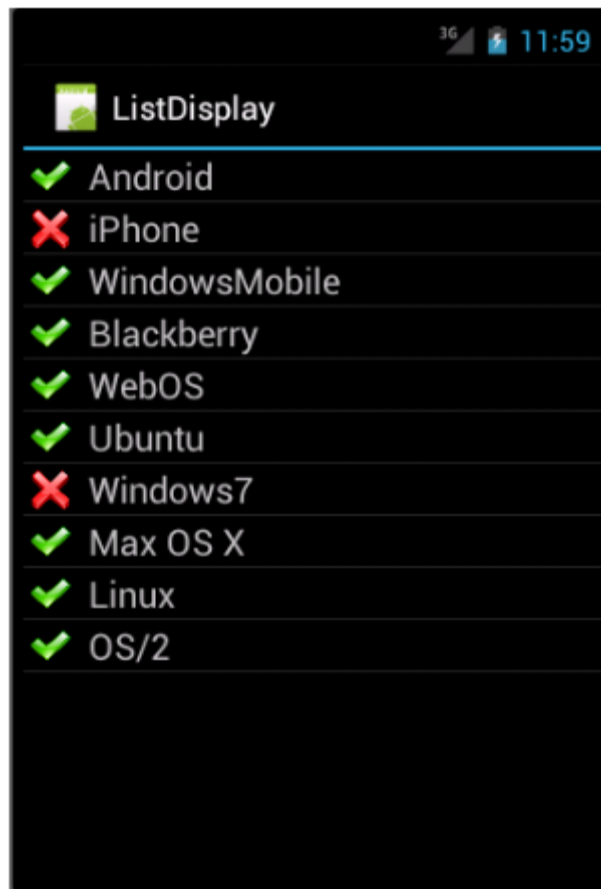 3G 11:59
ListDisplay
Android
iPhone
WindowsMobile
Blackberry
WebOS
Ubuntu
Windows7
Max OS X
Linux
OS/2